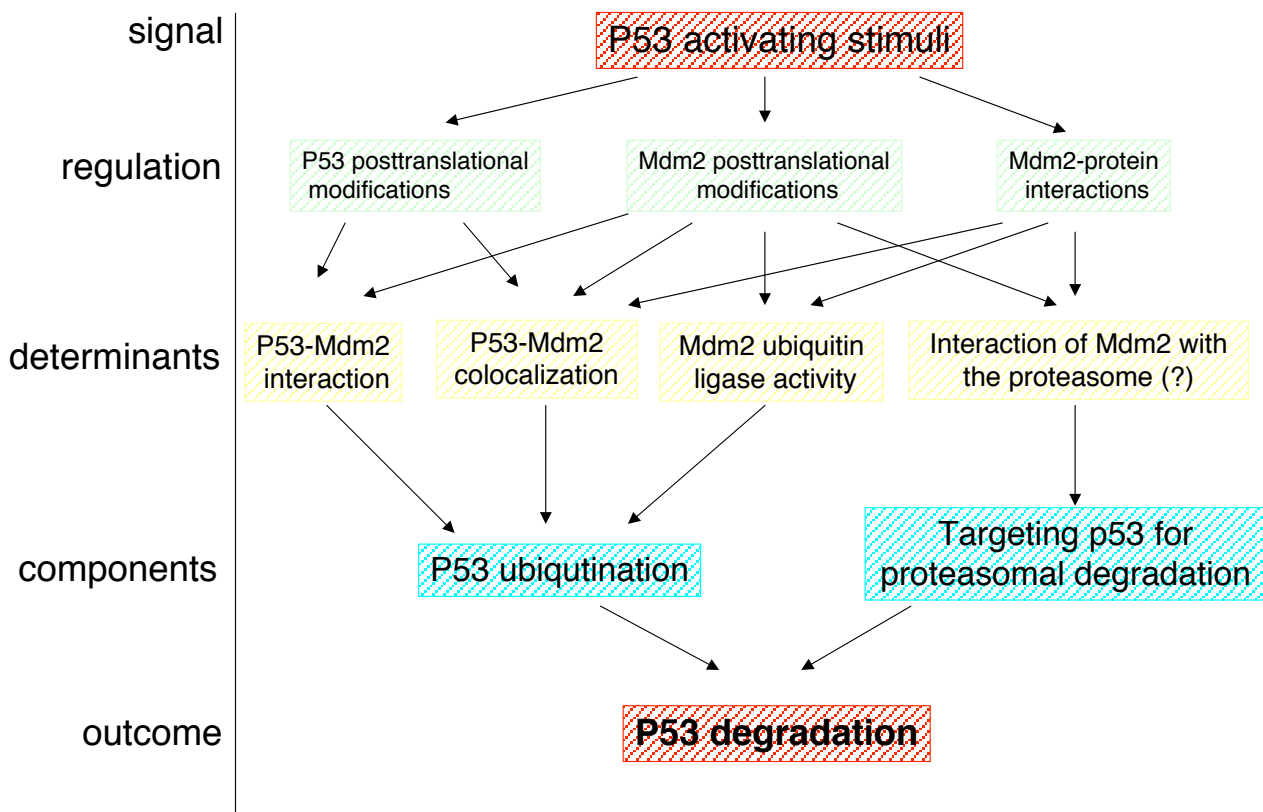 signal
P53 activating stimuli
regulation
P53 posttranslational
modifications
Mdm2 posttranslational
modifications
Mdm2-protein
interactions
determinants
P53-Mdm2
interaction
P53-Mdm2
colocalization
Mdm2 ubiquitin
ligase activity
Interaction of Mdm2 with
the proteasome (?)
components
P53 ubiqutination
Targeting p53 for
proteasomal degradation
outcome
P53 degradation